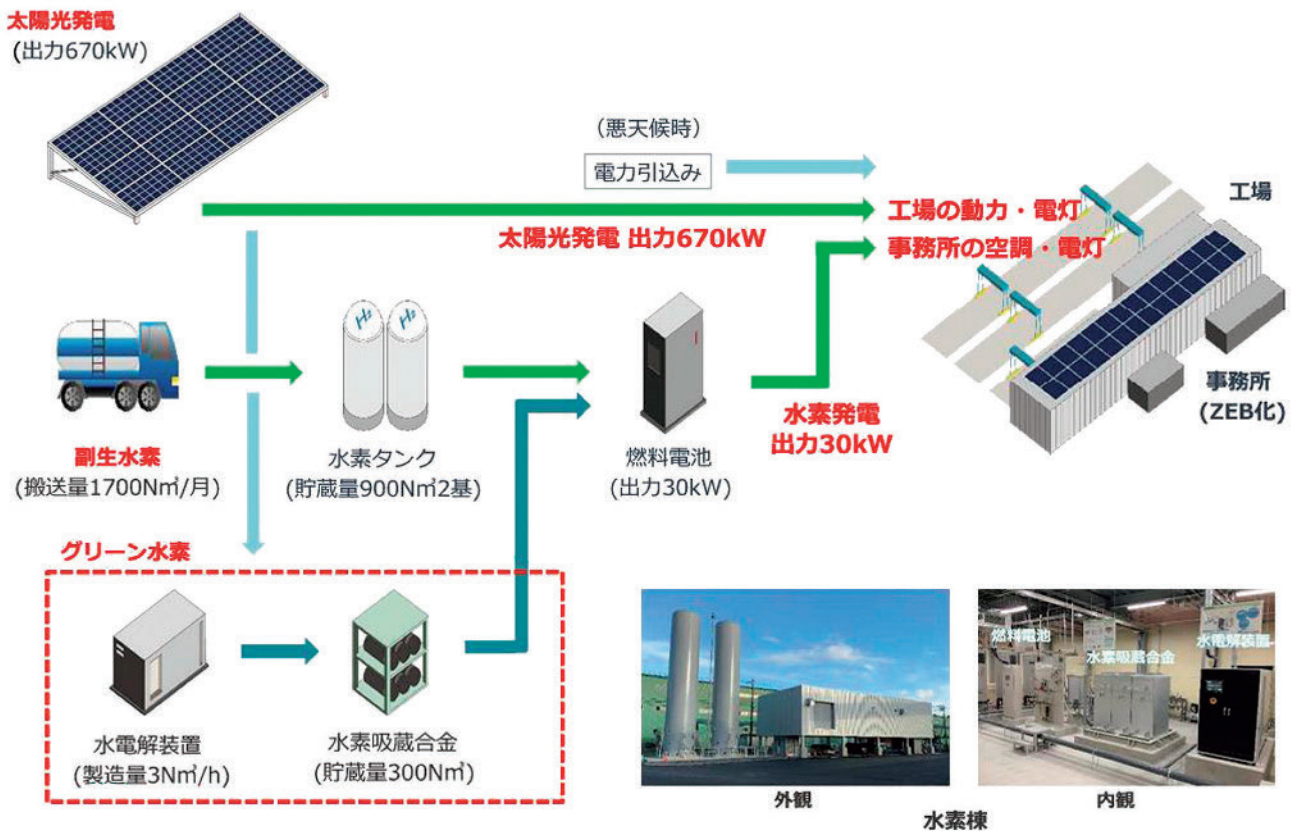 太陽光発電
(出力670kW)
(悪天候時)
電力引込み
太陽光発電 出力670kW
工場の動力・電灯
事務所の空調・電灯
工場
事務所
(ZEB化)
H₂
H₂
副生水素
(搬送量1700N㎥/月)
水素タンク
(貯蔵量900N㎥2基)
燃料電池
(出力30kW)
水素発電
出力30kW
グリーン水素
水電解装置
(製造量3N㎥/h)
水素吸蔵合金
(貯蔵量300N㎥)
燃料電池
水素吸蔵合金
水電解装置
外観
内観
水素棟